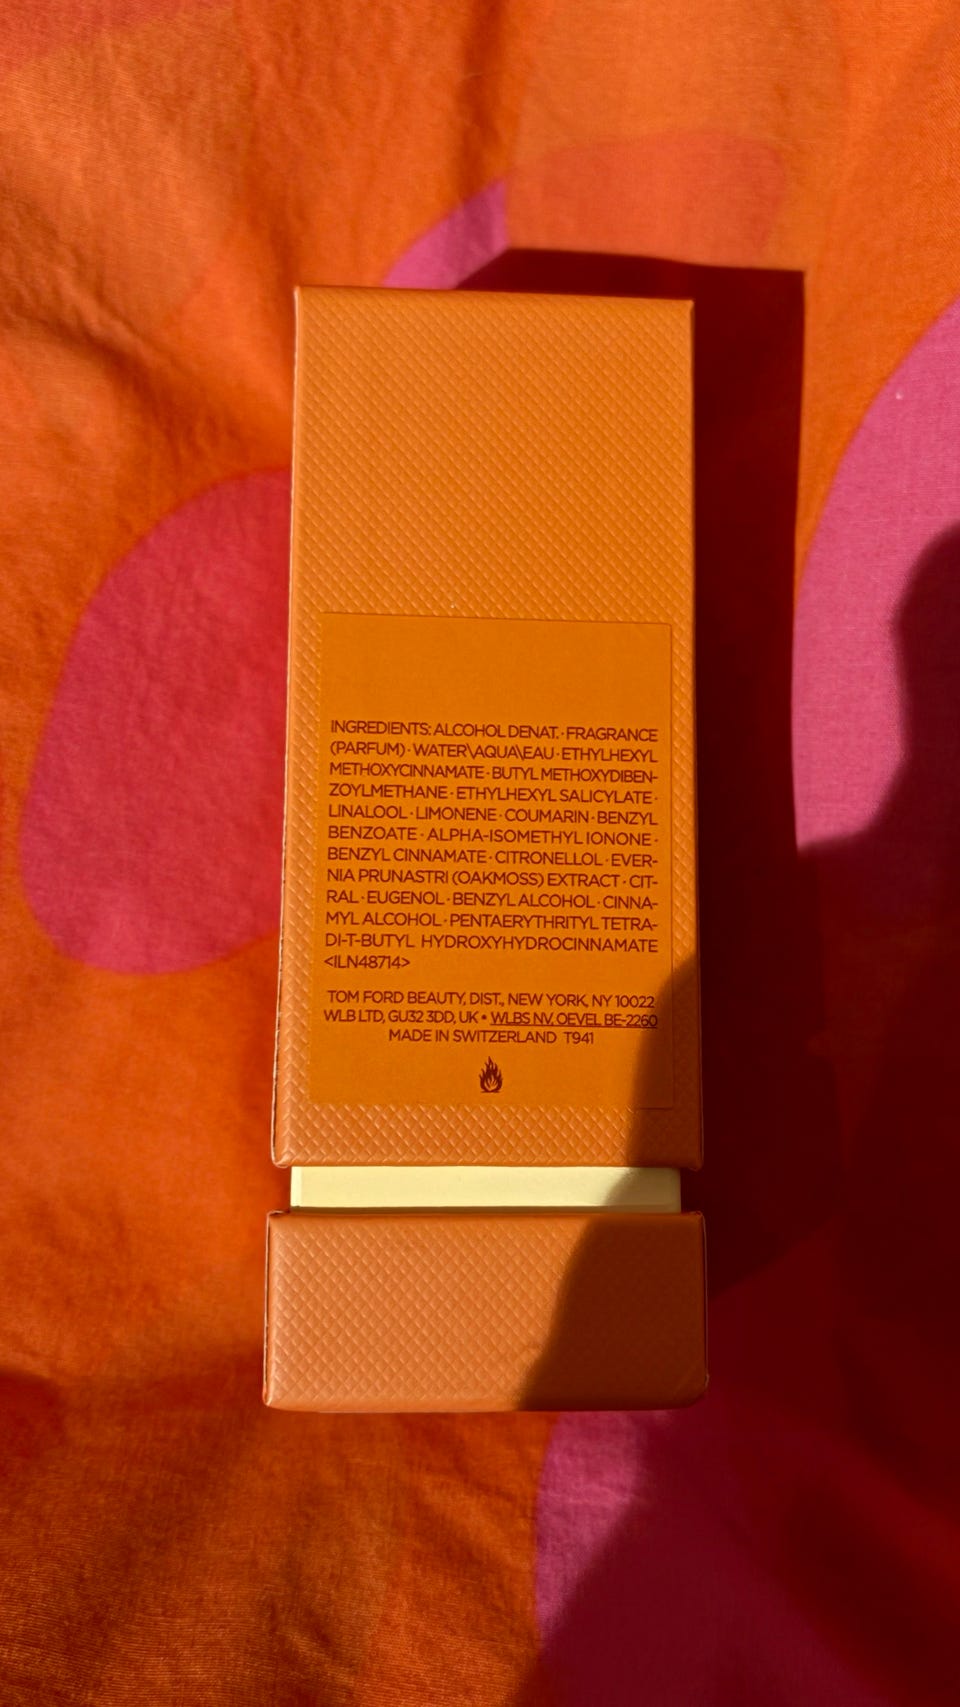 INGREDIENTS: ALCOHOL DENAT. · FRAGRANCE
(PARFUM) · WATER\AQUA\EAU · ETHYLHEXYL
METHOXYCINNAMATE · BUTYL METHOXYDIBEN-
ZOYLMETHANE · ETHYLHEXYL SALICYLATE ·
LINALOOL · LIMONENE · COUMARIN · BENZYL
BENZOATE · ALPHA-ISOMETHYL IONONE ·
BENZYL CINNAMATE · CITRONELLOL · EVER-
NIA PRUNASTRI (OAKMOSS) EXTRACT · CIT-
RAL · EUGENOL · BENZYL ALCOHOL · CINNA-
MYL ALCOHOL · PENTAERYTHRITYL TETRA-
DI-T-BUTYL HYDROXYHYDROCINNAMATE
<ILN48714>
TOM FORD BEAUTY, DIST., NEW YORK, NY 10022
WLB LTD, GU32 3DD, UK • WLBS NV. OEVEL BE-2260
MADE IN SWITZERLAND T941